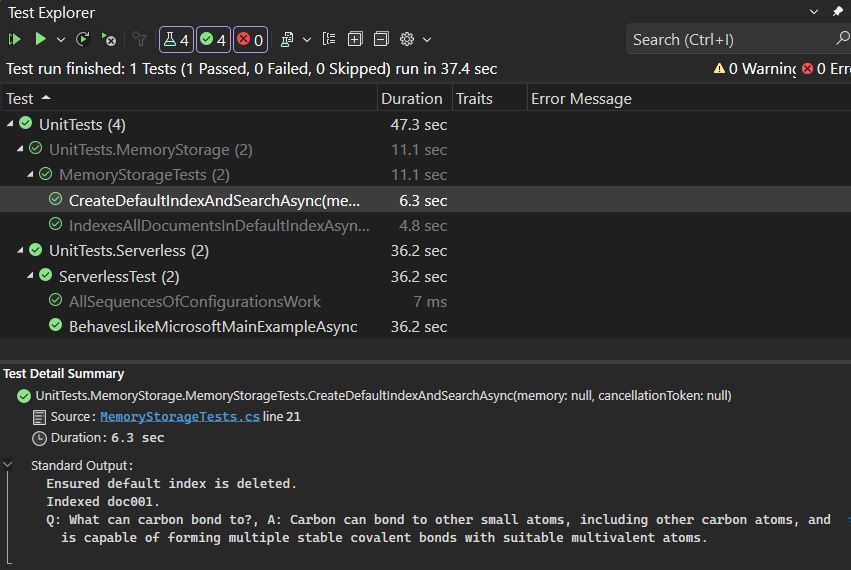 Test Explorer
4 4 0 Search (Ctrl+I)
Test run finished: 1 Tests (1 Passed, 0 Failed, 0 Skipped) run in 37.4 sec 0 Warning 0 Erro
Test Duration Traits Error Message
UnitTests (4) 47.3 sec
UnitTests.MemoryStorage (2) 11.1 sec
MemoryStorageTests (2) 11.1 sec
CreateDefaultIndexAndSearchAsync(me... 6.3 sec
IndexesAllDocumentsInDefaultIndexAsyn... 4.8 sec
UnitTests.Serverless (2) 36.2 sec
ServerlessTest (2) 36.2 sec
AllSequencesOfConfigurationsWork 7 ms
BehavesLikeMicrosoftMainExampleAsync 36.2 sec
Test Detail Summary
UnitTests.MemoryStorage.MemoryStorageTests.CreateDefaultIndexAndSearchAsync(memory: null, cancellationToken: null)
Source: MemoryStorageTests.cs line 21
Duration: 6.3 sec
Standard Output:
Ensured default index is deleted.
Indexed doc001.
Q: What can carbon bond to?, A: Carbon can bond to other small atoms, including other carbon atoms, and
is capable of forming multiple stable covalent bonds with suitable multivalent atoms.